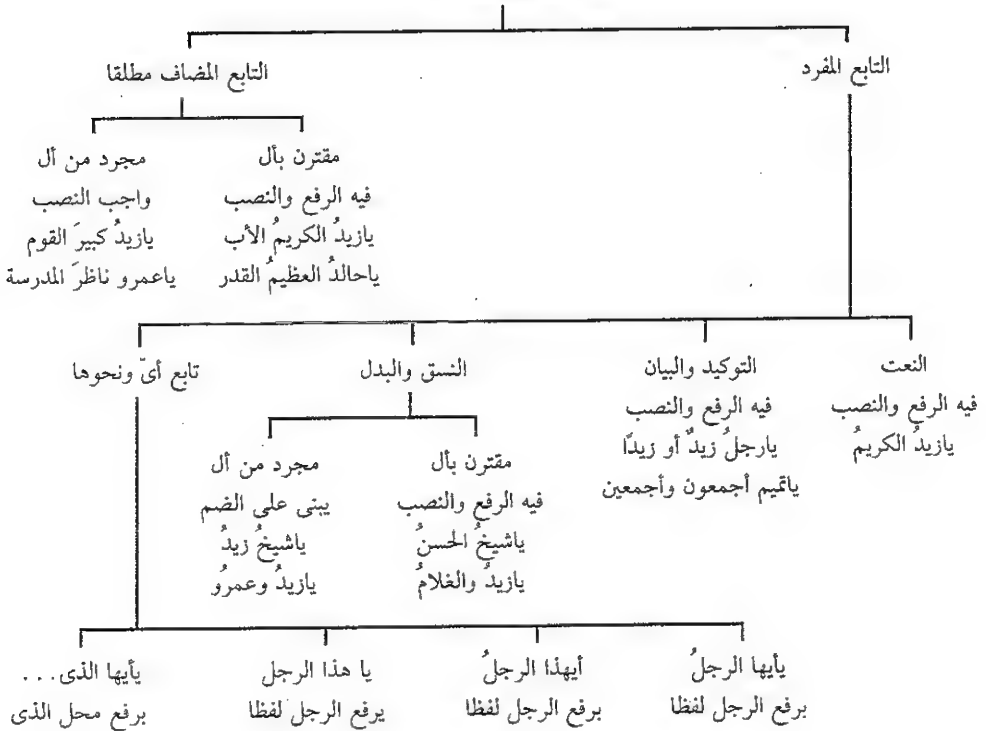 التابع المفرد
التابع المضاف مطلقا
مقترن بأل
فيه الرفع والنصب
يازيدُ الكريمُ الأب
ياحالدُ العظيمُ القدر
مجرد من أل
واجب النصب
يازيدُ كبيرَ القوم
ياعمرو ناظرَ المدرسة
النعت
فيه الرفع والنصب
يازيدُ الكريمُ
التوكيد والبيان
فيه الرفع والنصب
يارجلُ زيدٌ أو زيدًا
ياتميم أجمعون وأجمعين
النسق والبدل
مقترن بأل
فيه الرفع والنصب
ياشيخُ الحسنُ
يازيدُ والغلامُ
مجرد من أل
يبنى على الضم
ياشيخُ زيدُ
يازيدُ وعمرُو
تابع أىّ ونحوها
يأيها الرجلُ
برفع الرجل لفظا
أيهذا الرجلُ
برفع الرجل لفظا
يا هذا الرجل
يرفع الرجل لفظا
يأيها الذى...
برفع محل الذى